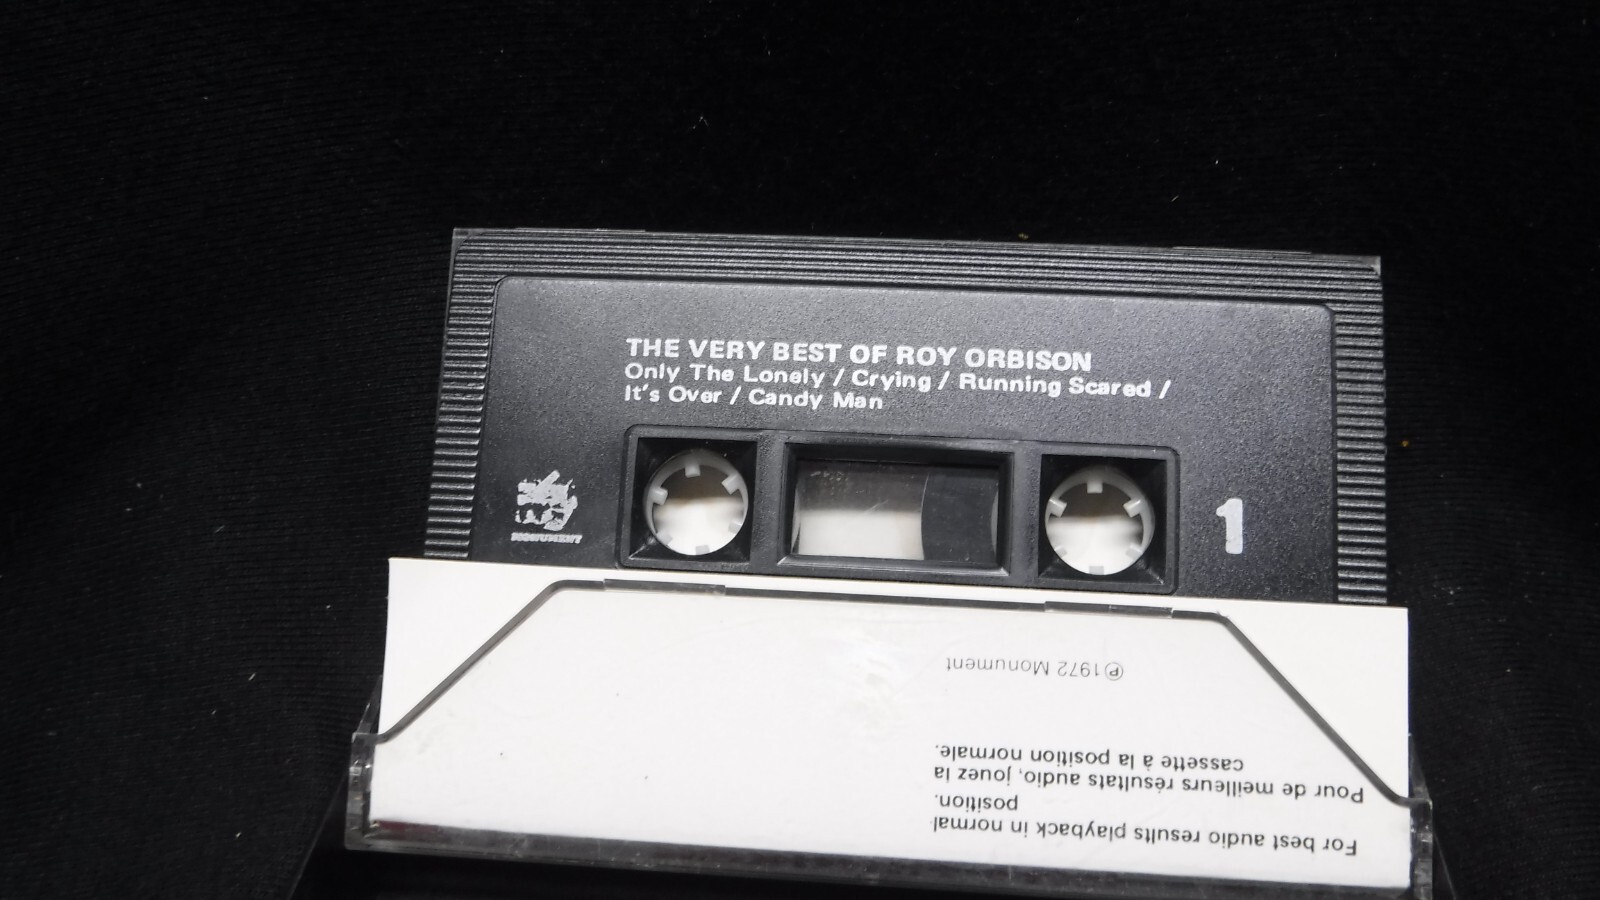 THE VERY BEST OF ROY ORBISON
Only The Lonely / Crying / Running Scared /
It's Over / Candy Man
MONUMENT
1
For best audio results playback in normal
position.
Pour de meilleurs résultats audio, jouez la
cassette à la position normale.
℗1972 Monument